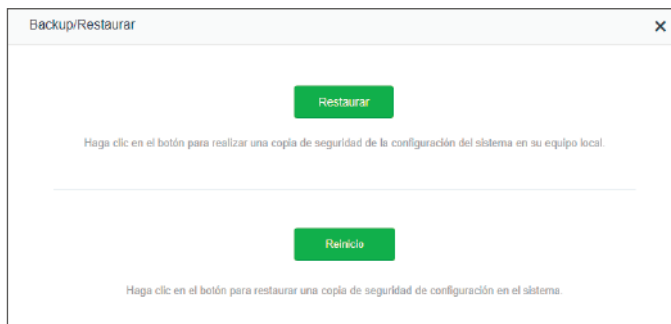 Backup/Restaurar
Restaurar
Haga clic en el botón para realizar una copia de seguridad de la configuración del sistema en su equipo local.
Reinicio
Haga clic en el botón para restaurar una copia de seguridad de configuración en el sistema.